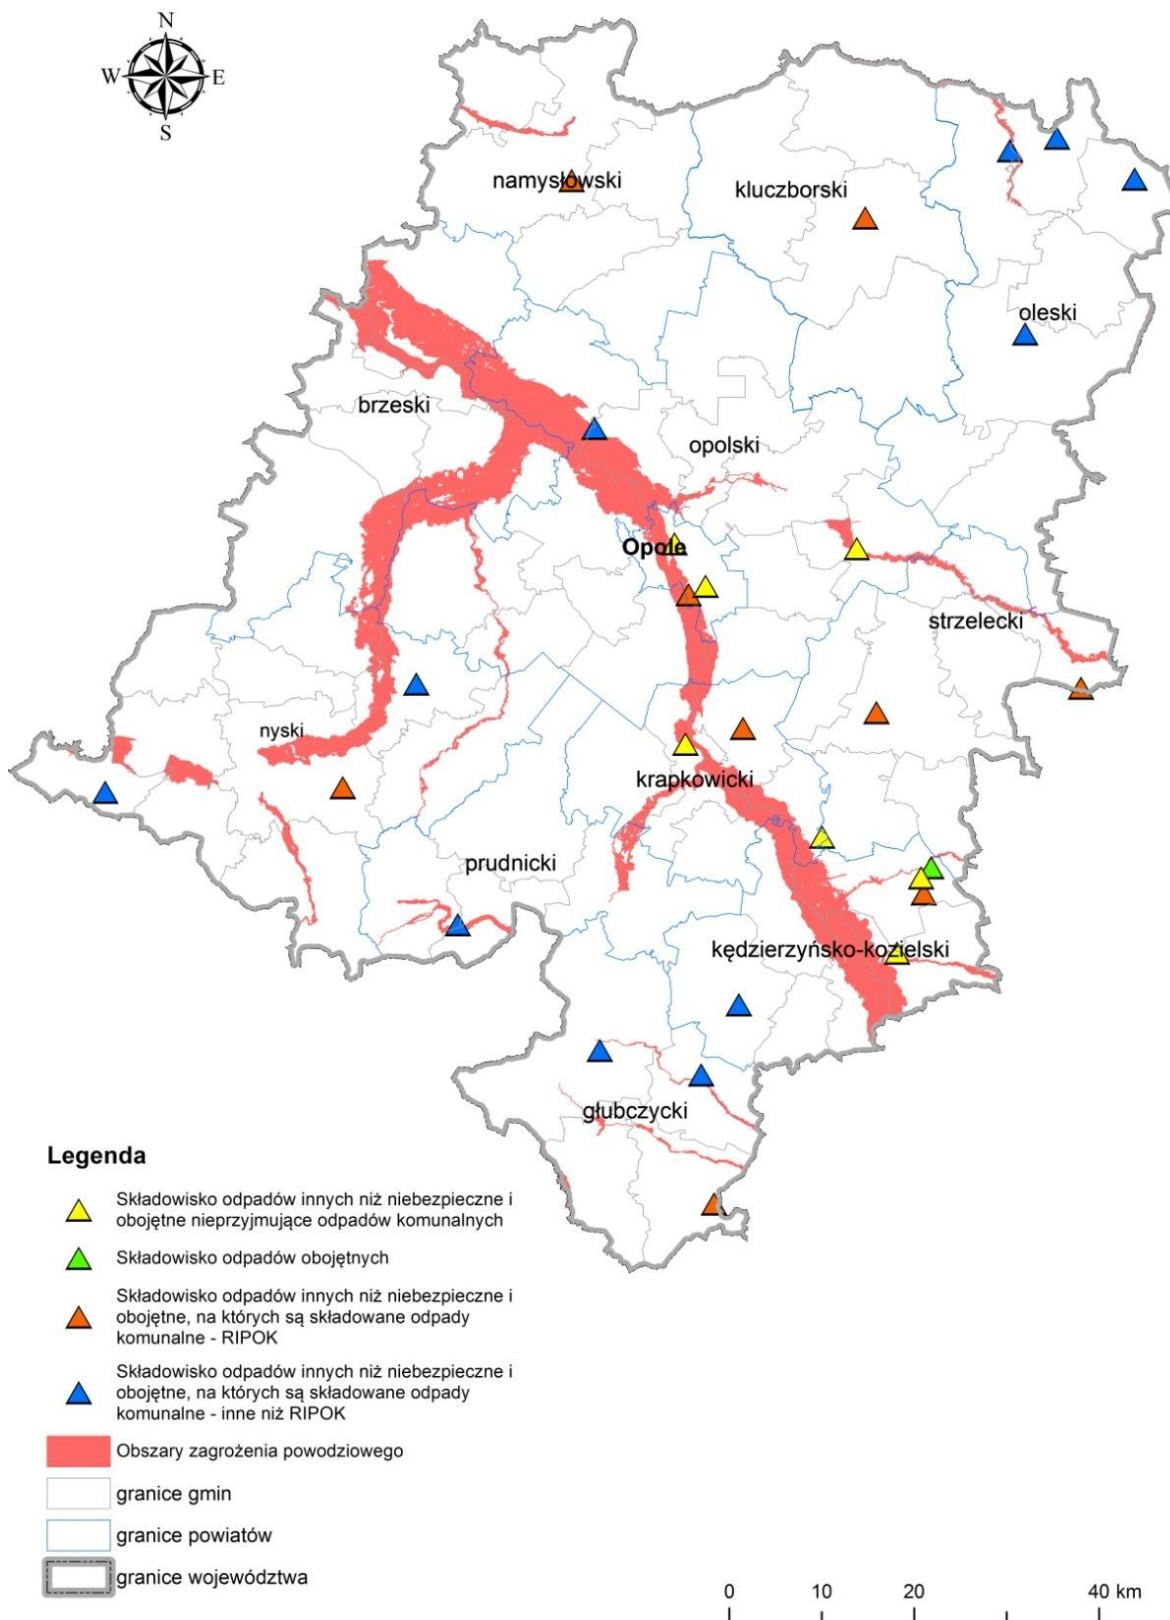 N
W E
S
namysłowski
kluczborski
oleski
brzeski
opolski
Opole
strzelecki
nyski
krapkowicki
prudnicki
kędzierzyńsko-kozielski
głubczycki
Legenda
Składowisko odpadów innych niż niebezpieczne i
obojętne nieprzyjmujące odpadów komunalnych
Składowisko odpadów obojętnych
Składowisko odpadów innych niż niebezpieczne i
obojętne, na których są składowane odpady
komunalne - RIPOK
Składowisko odpadów innych niż niebezpieczne i
obojętne, na których są składowane odpady
komunalne - inne niż RIPOK
Obszary zagrożenia powodziowego
granice gmin
granice powiatów
granice województwa
0 10 20 40 km